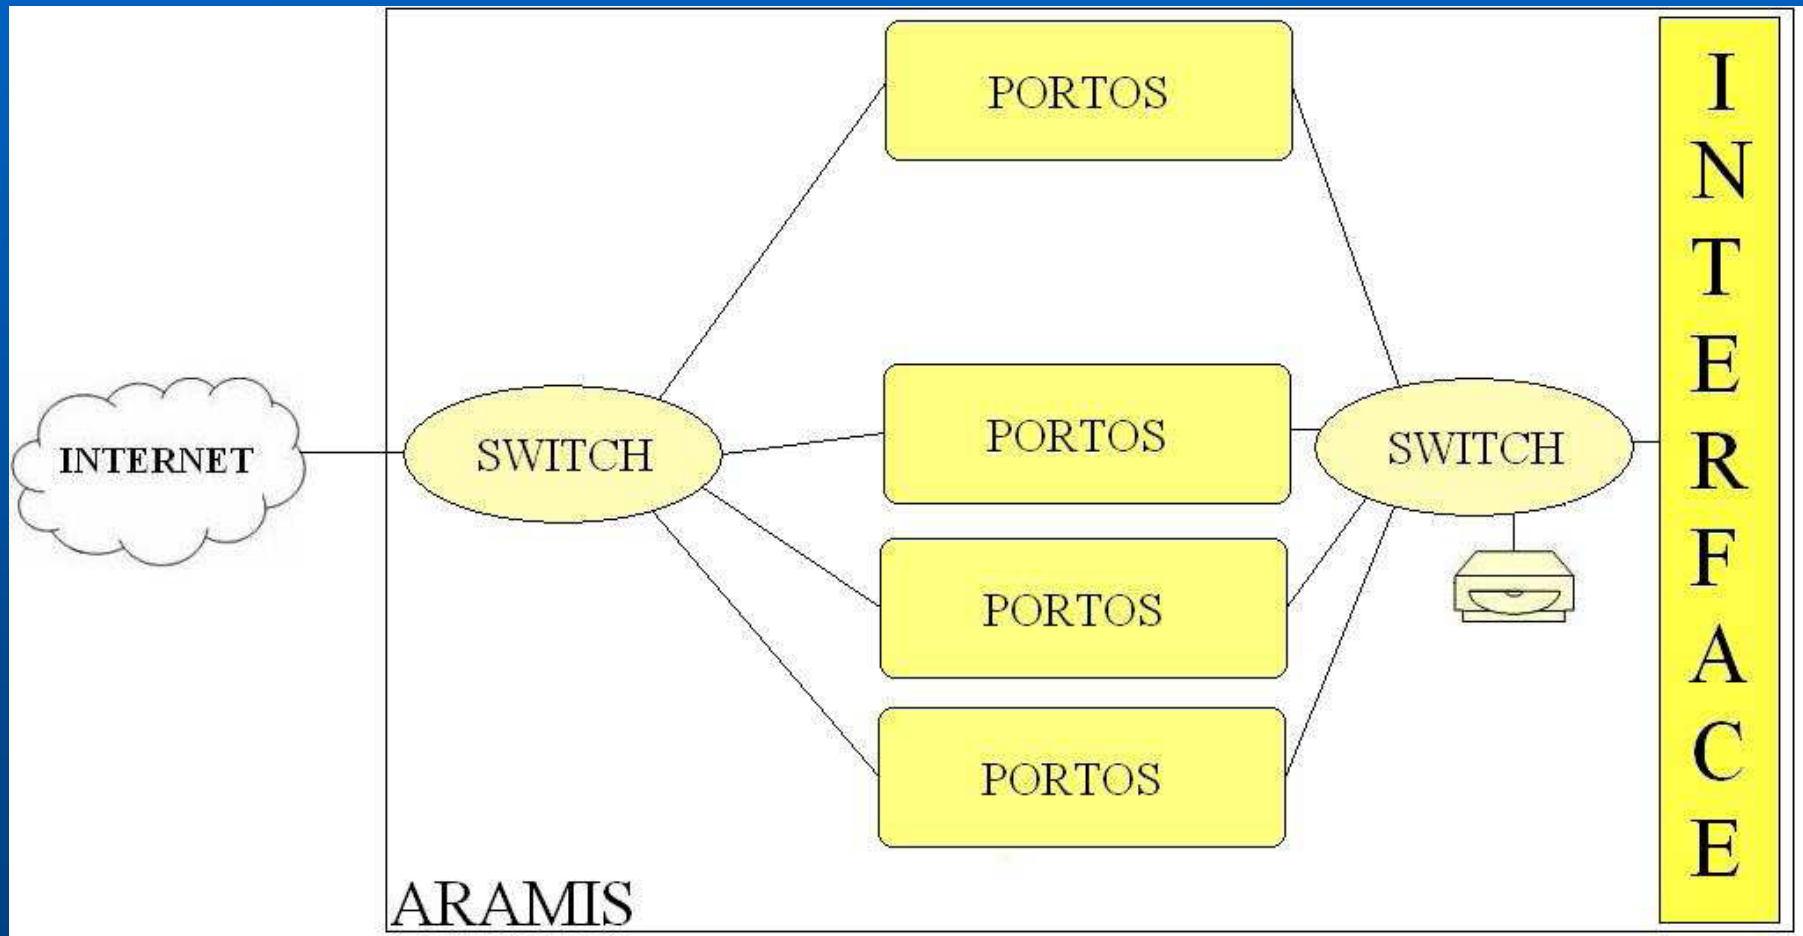 PORTOS
INTERNET
SWITCH
PORTOS
SWITCH
PORTOS
PORTOS
ARAMIS
INTERFACE